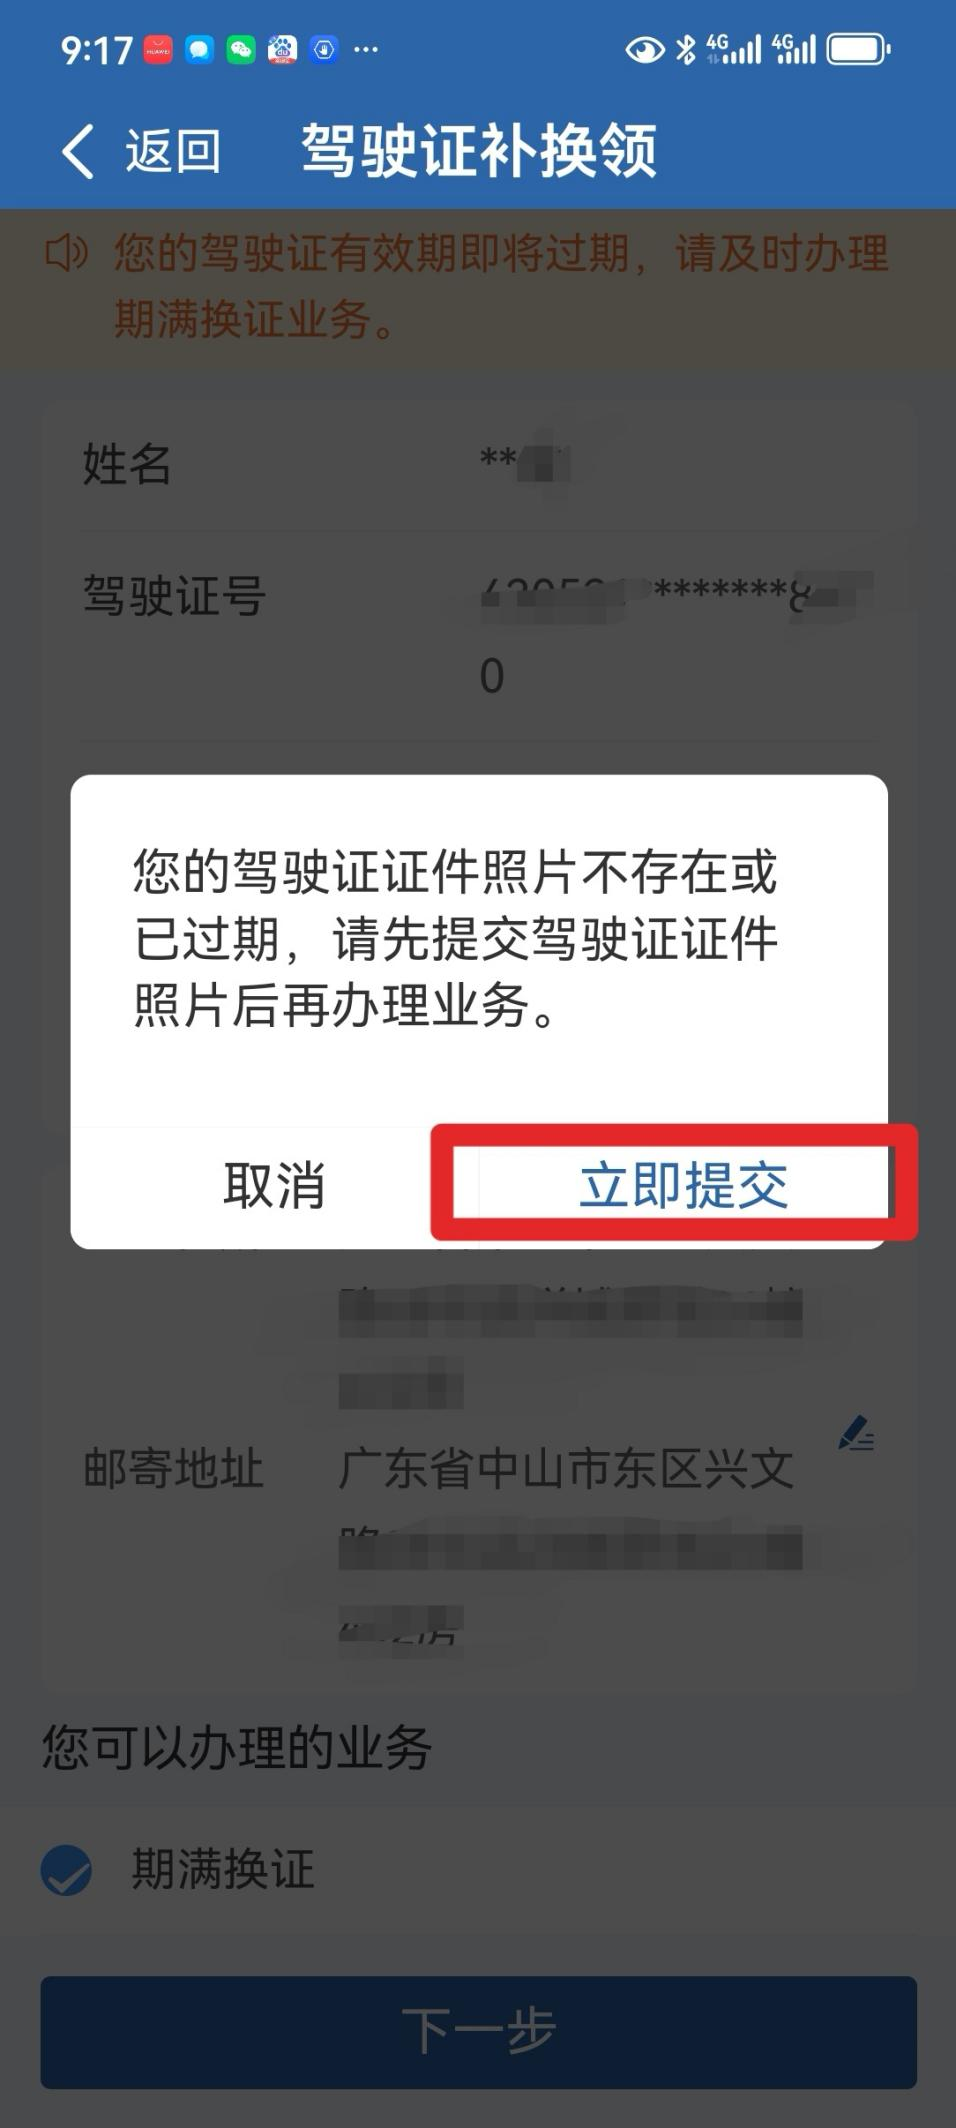 9:17
HUAWEI
du
4G
4G
返回
驾驶证补换领
您的驾驶证有效期即将过期，请及时办理
期满换证业务。
姓名
**
驾驶证号
*******8
0
您的驾驶证证件照片不存在或
已过期，请先提交驾驶证证件
照片后再办理业务。
取消
立即提交
邮寄地址
广东省中山市东区兴文
您可以办理的业务
期满换证
下一步